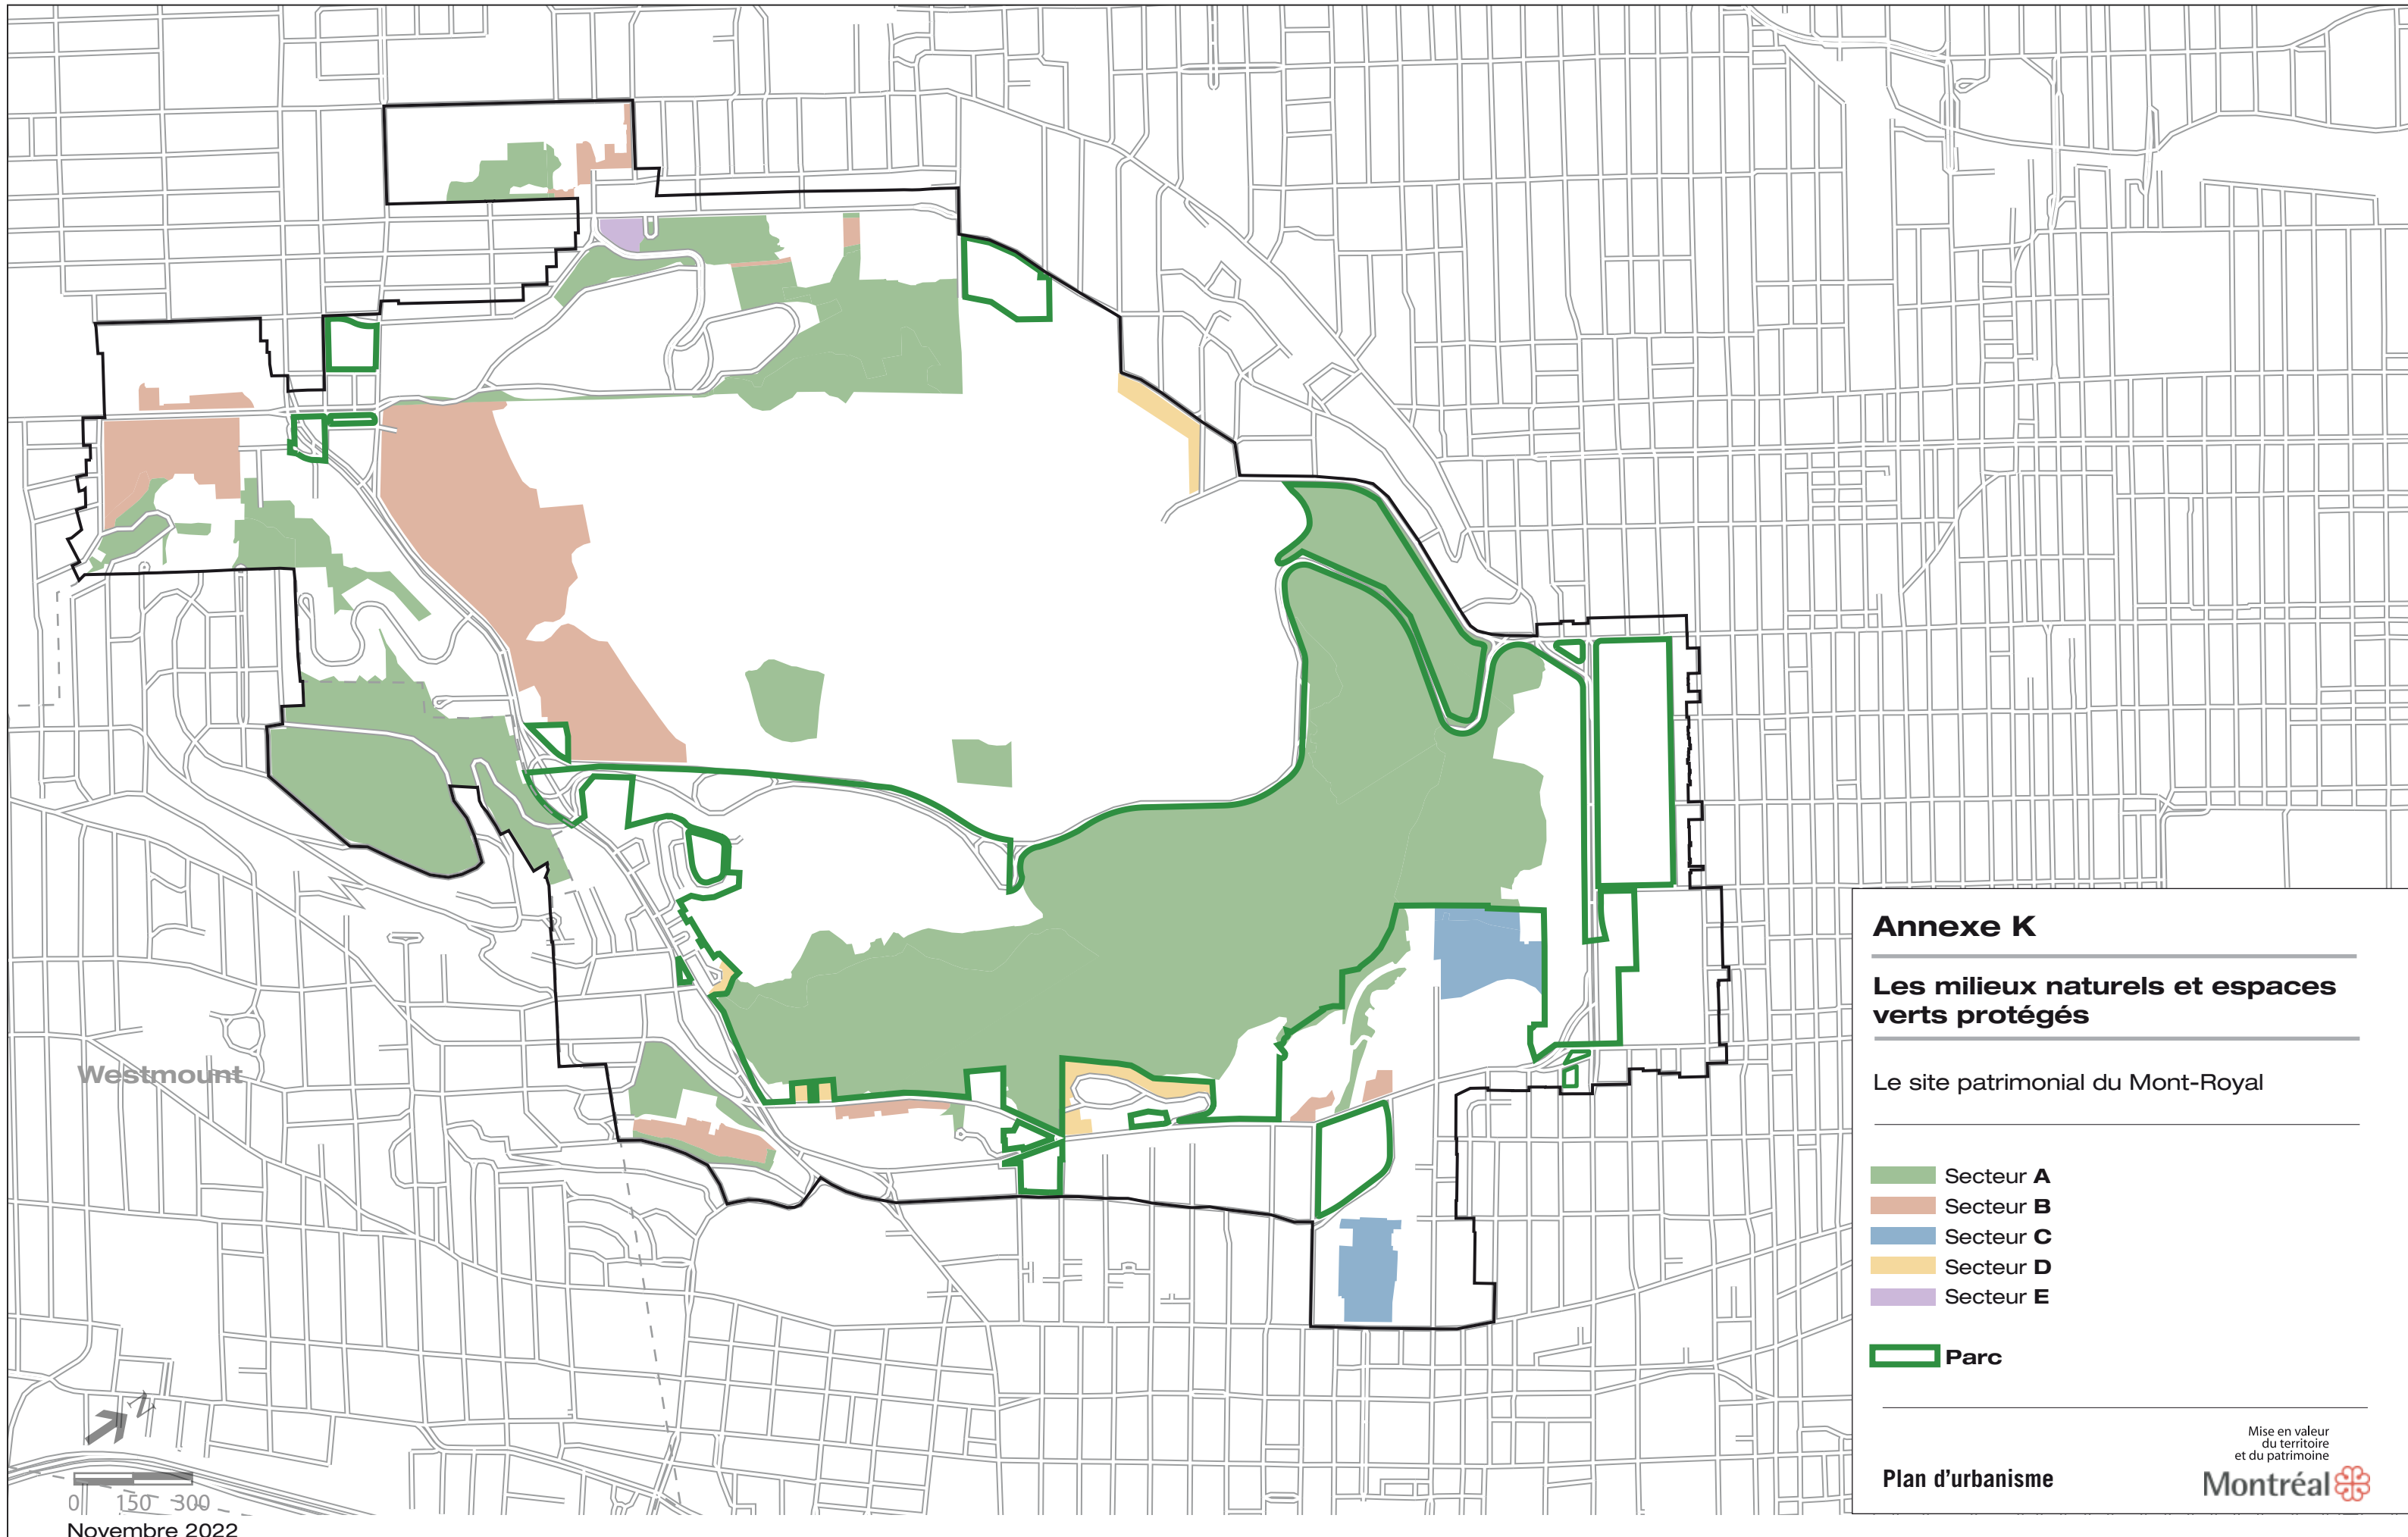 Westmount
N
0 150 300
Novembre 2022
Annexe K
Les milieux naturels et espaces
verts protégés
Le site patrimonial du Mont-Royal
Secteur A
Secteur B
Secteur C
Secteur D
Secteur E
Parc
Mise en valeur
du territoire
et du patrimoine
Plan d'urbanisme
Montréal